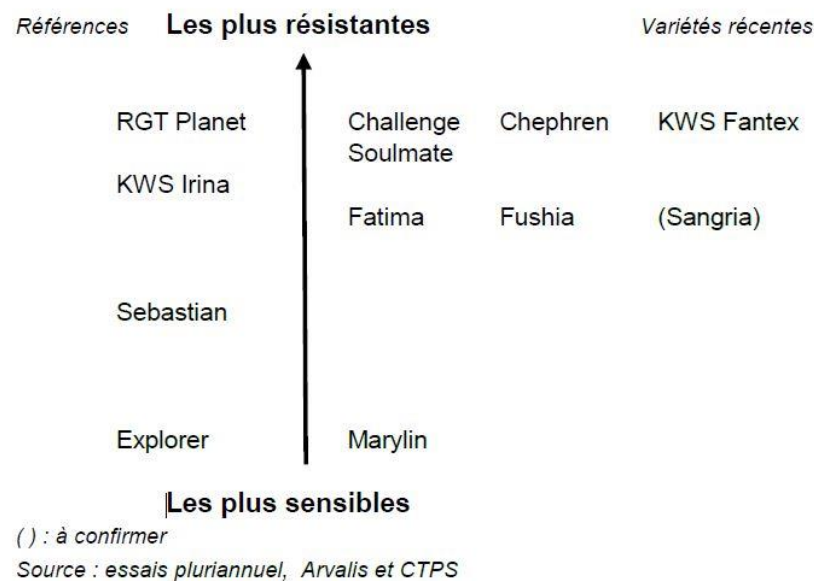 Références Les plus résistantes Variétés récentes
RGT Planet Challenge Chephren KWS Fantex
Soulmate
KWS Irina
Fatima Fushia (Sangria)
Sebastian
Explorer Marylin
Les plus sensibles
( ) : à confirmer
Source : essais pluriannuel, Arvalis et CTPS